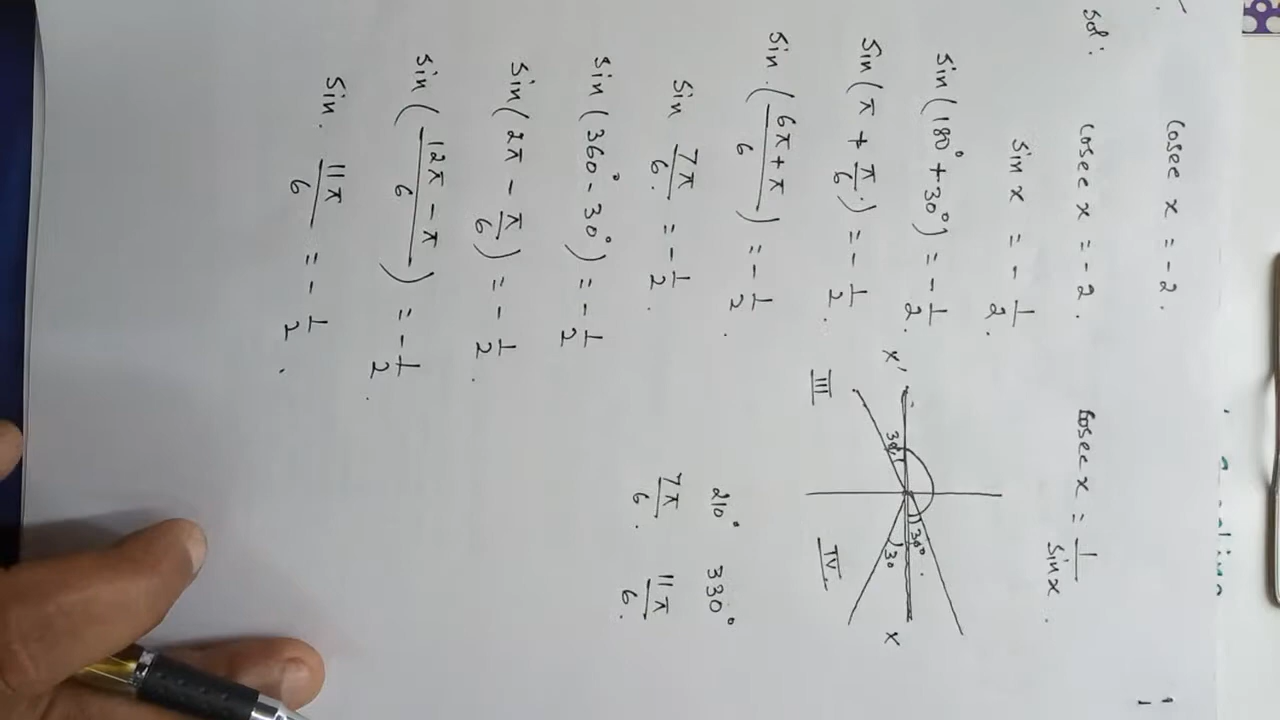 cosec x = -2.
Sol: cosec x = -2. cosec x = 1/sin x.
sin x = - 1/2.
sin (180° + 30°) = - 1/2.
sin (π + π/6.) = - 1/2.
sin. (6π + π/6) = - 1/2.
sin 7π/6. = - 1/2.
sin (360° - 30°) = - 1/2
sin (2π - π/6) = - 1/2.
sin (12π - π/6) = - 1/2.
sin. 11π/6 = - 1/2.
X' X
30° 30°.
30
III IV
210° 330°
7π/6. 11π/6.